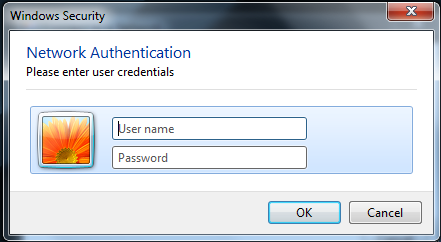 Windows Security
Network Authentication
Please enter user credentials
User name
Password
OK
Cancel